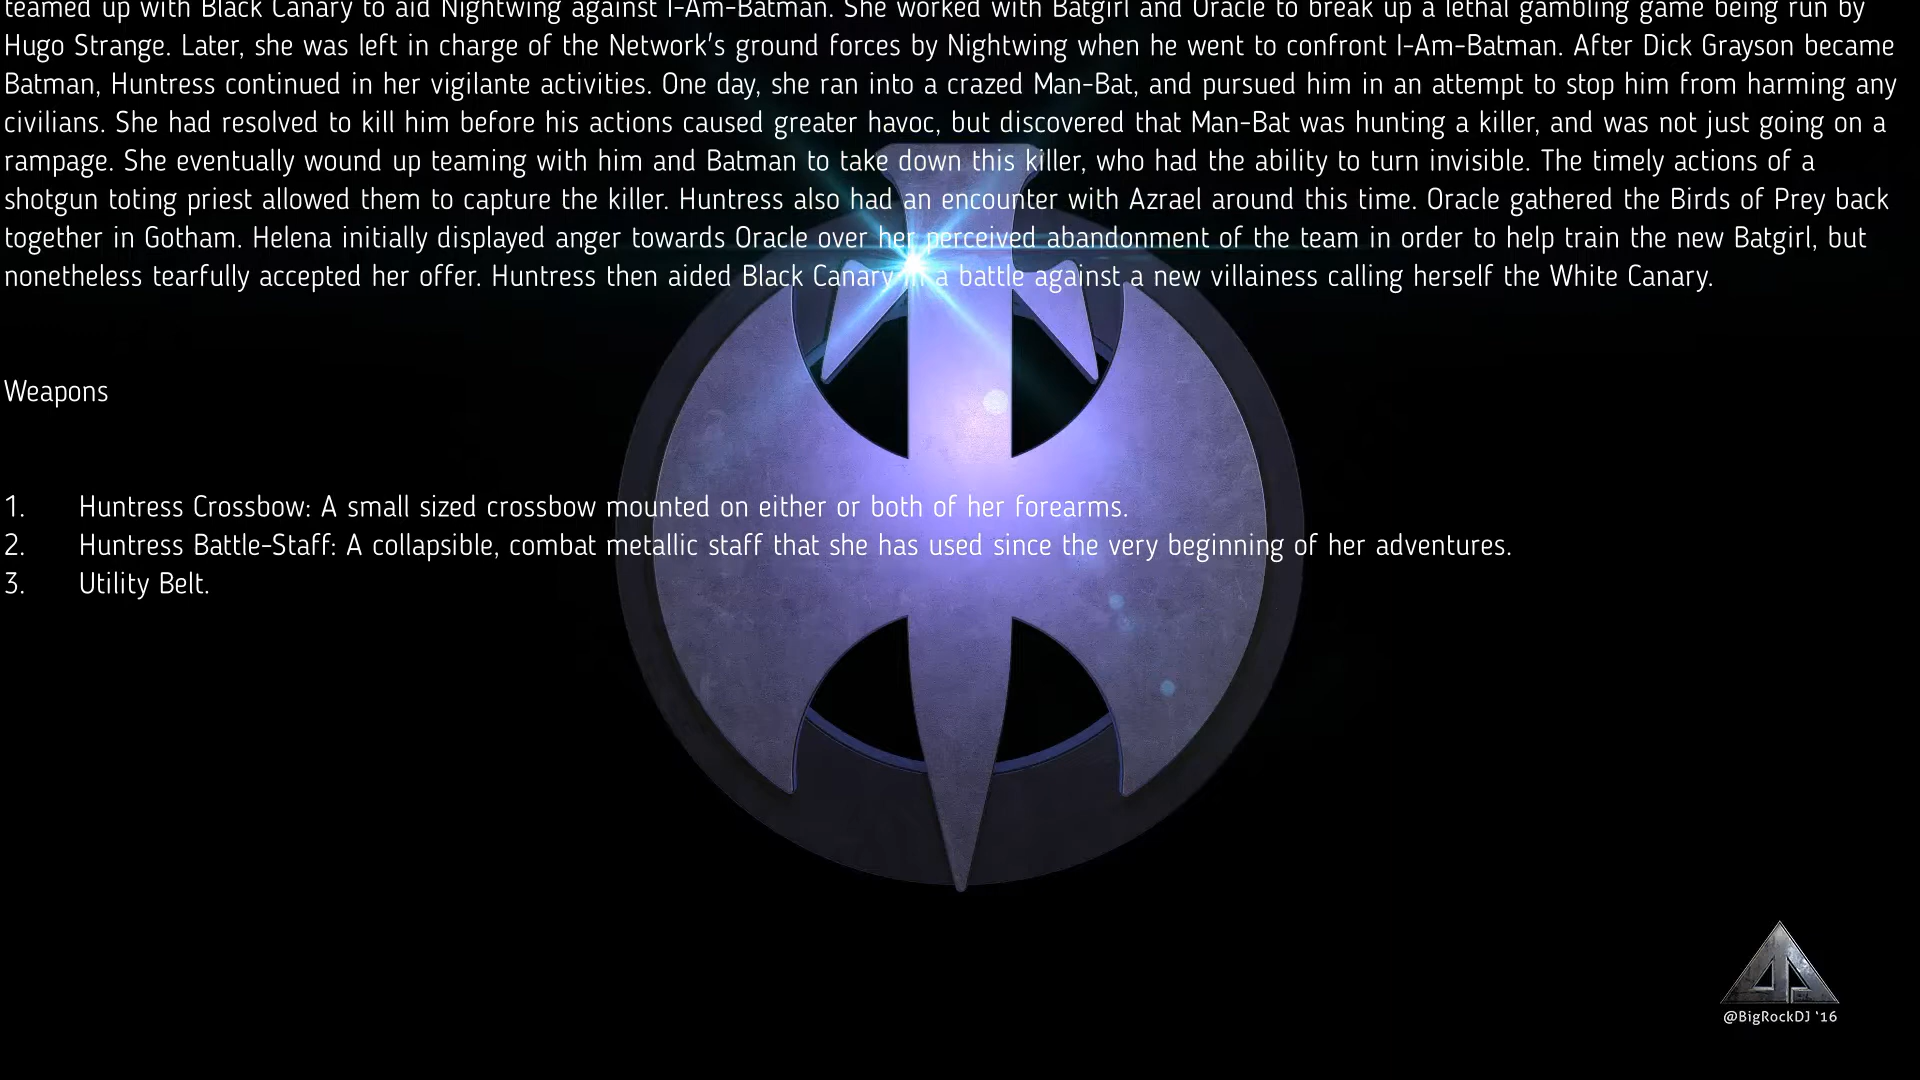 teamed up with Black Canary to aid Nightwing against I-Am-Batman. She worked with Batgirl and Oracle to break up a lethal gambling game being run by
Hugo Strange. Later, she was left in charge of the Network's ground forces by Nightwing when he went to confront I-Am-Batman. After Dick Grayson became
Batman, Huntress continued in her vigilante activities. One day, she ran into a crazed Man-Bat, and pursued him in an attempt to stop him from harming any
civilians. She had resolved to kill him before his actions caused greater havoc, but discovered that Man-Bat was hunting a killer, and was not just going on a
rampage. She eventually wound up teaming with him and Batman to take down this killer, who had the ability to turn invisible. The timely actions of a
shotgun toting priest allowed them to capture the killer. Huntress also had an encounter with Azrael around this time. Oracle gathered the Birds of Prey back
together in Gotham. Helena initially displayed anger towards Oracle over her perceived abandonment of the team in order to help train the new Batgirl, but
nonetheless tearfully accepted her offer. Huntress then aided Black Canary in a battle against a new villainess calling herself the White Canary.
Weapons
1. Huntress Crossbow: A small sized crossbow mounted on either or both of her forearms.
2. Huntress Battle-Staff: A collapsible, combat metallic staff that she has used since the very beginning of her adventures.
3. Utility Belt.
@BigRockDJ '16